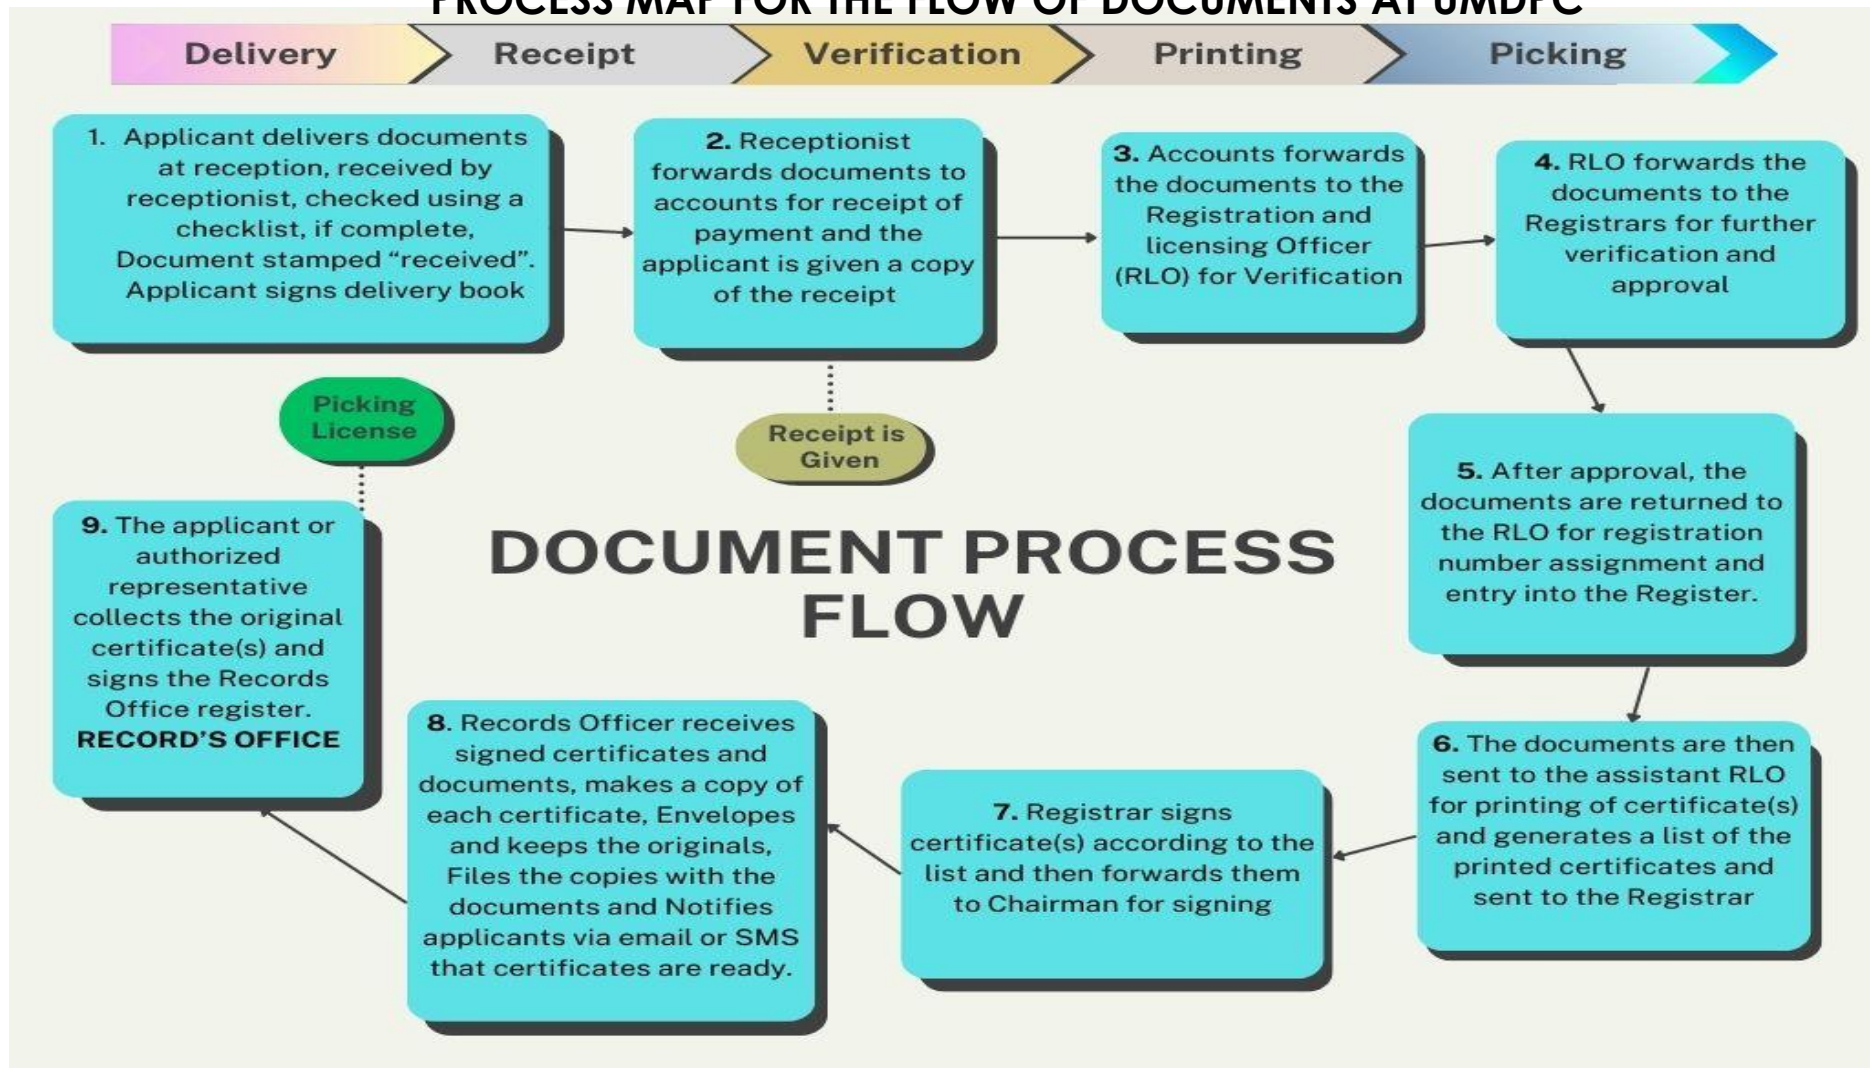 PROCESS MAP FOR THE FLOW OF DOCUMENTS AT UMDPC
Delivery
Receipt
Verification
Printing
Picking
1. Applicant delivers documents
at reception, received by
receptionist, checked using a
checklist, if complete,
Document stamped “received”.
Applicant signs delivery book
2. Receptionist
forwards documents to
accounts for receipt of
payment and the
applicant is given a copy
of the receipt
3. Accounts forwards
the documents to the
Registration and
licensing Officer
(RLO) for Verification
4. RLO forwards the
documents to the
Registrars for further
verification and
approval
Picking
License
Receipt is
Given
5. After approval, the
documents are returned to
the RLO for registration
number assignment and
entry into the Register.
DOCUMENT PROCESS
FLOW
9. The applicant or
authorized
representative
collects the original
certificate(s) and
signs the Records
Office register.
RECORD'S OFFICE
8. Records Officer receives
signed certificates and
documents, makes a copy of
each certificate, Envelopes
and keeps the originals,
Files the copies with the
documents and Notifies
applicants via email or SMS
that certificates are ready.
7. Registrar signs
certificate(s) according to the
list and then forwards them
to Chairman for signing
6. The documents are then
sent to the assistant RLO
for printing of certificate(s)
and generates a list of the
printed certificates and
sent to the Registrar